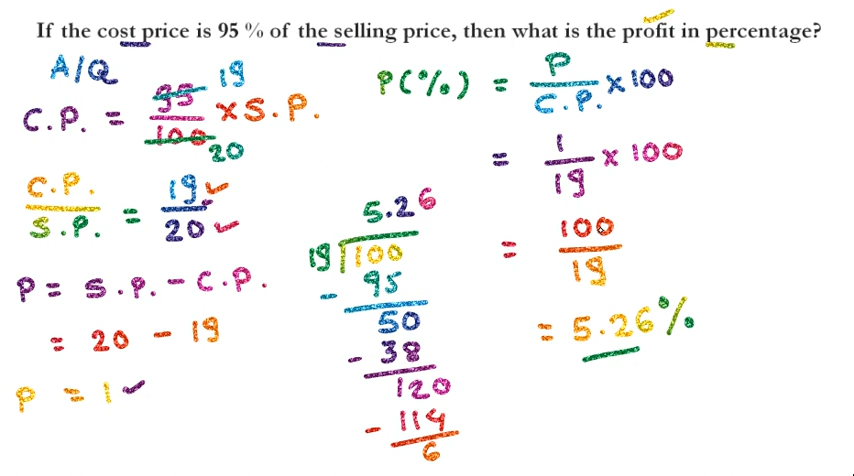 If the cost price is 95 % of the selling price, then what is the profit in percentage?
A/Q
C.P. = 95/100 × S.P.
19
20
C.P./S.P. = 19/20
P = S.P. - C.P.
= 20 - 19
P = 1
5.26
19 100
- 95
50
- 38
120
- 114
6
P(%) = P/C.P. × 100
= 1/19 × 100
= 100/19
= 5.26%